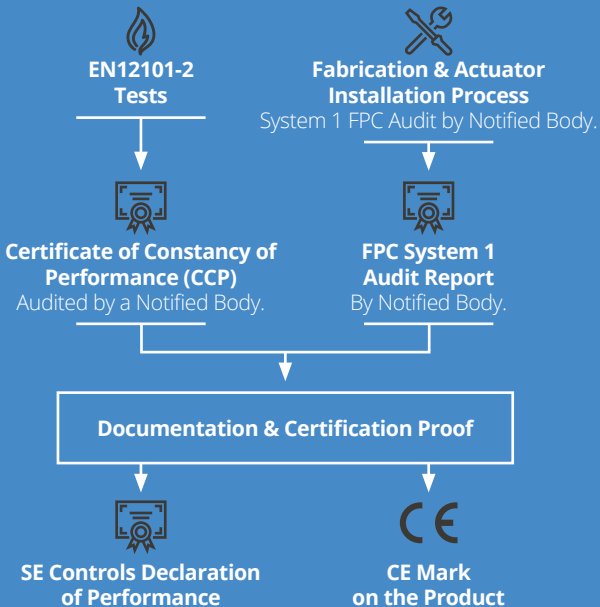 EN12101-2
Tests
Fabrication & Actuator
Installation Process
System 1 FPC Audit by Notified Body.
Certificate of Constancy of
Performance (CCP)
Audited by a Notified Body.
FPC System 1
Audit Report
By Notified Body.
Documentation & Certification Proof
SE Controls Declaration
of Performance
CE
CE Mark
on the Product